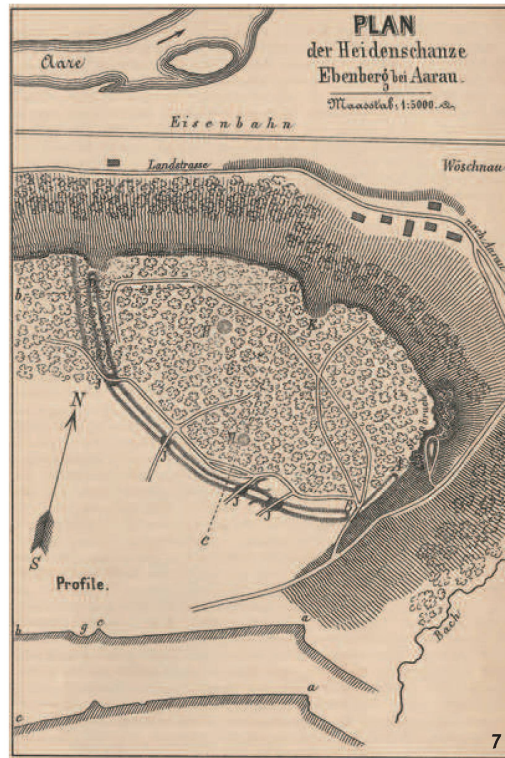 PLAN
der Heidenschanze
Ebenberg bei Aarau.
Maasstab: 1:5000.
Aare
Eisenbahn
Landstrasse
Wöschnau
nach Aarau
b
a
K
H
A
N
H
A
B
c
S
Profile.
Bach
b
g
e
a
a
c
7